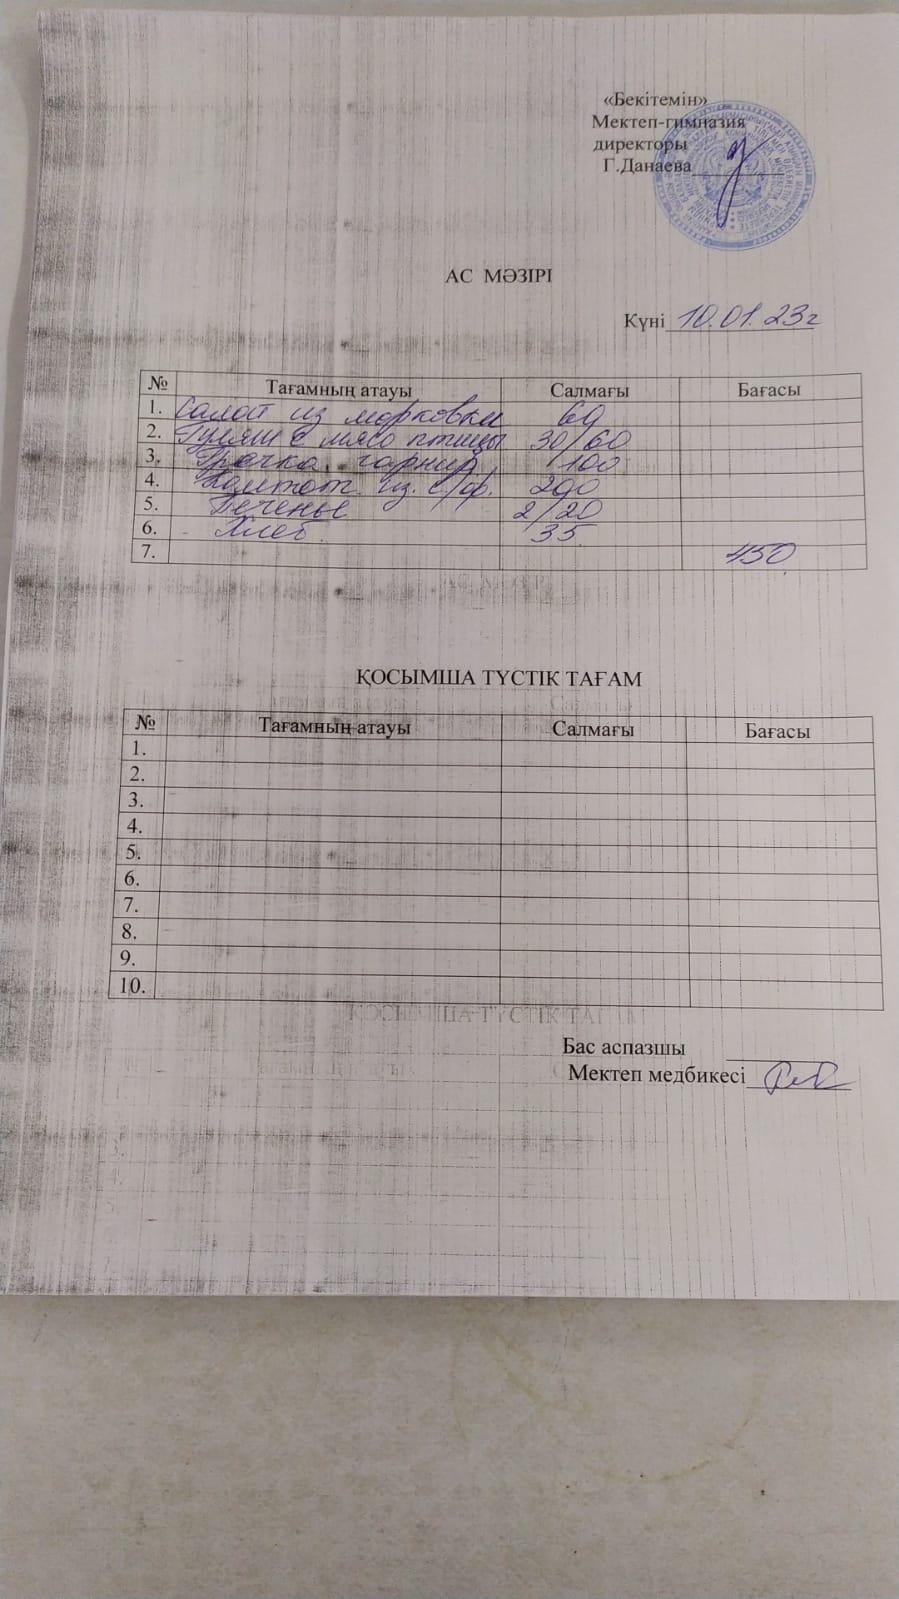 «Бекітемін»
Мектеп-гимназия
директоры
Г.Данаева
АС МӘЗІРІ
Күні 10.01.23г
№ Тағамның атауы Салмағы Бағасы
1. Салат из морковки 60
2. Гуляш с мясо птицы 30/60
3. Гречка гарнир 100
4. Компот из с/ф. 200
5. Печенье 2/20
6. Хлеб 35
7. 450
ҚОСЫМША ТҮСТІК ТАҒАМ
№ Тағамның атауы Салмағы Бағасы
1.
2.
3.
4.
5.
6.
7.
8.
9.
10.
Бас аспазшы
Мектеп медбикесі